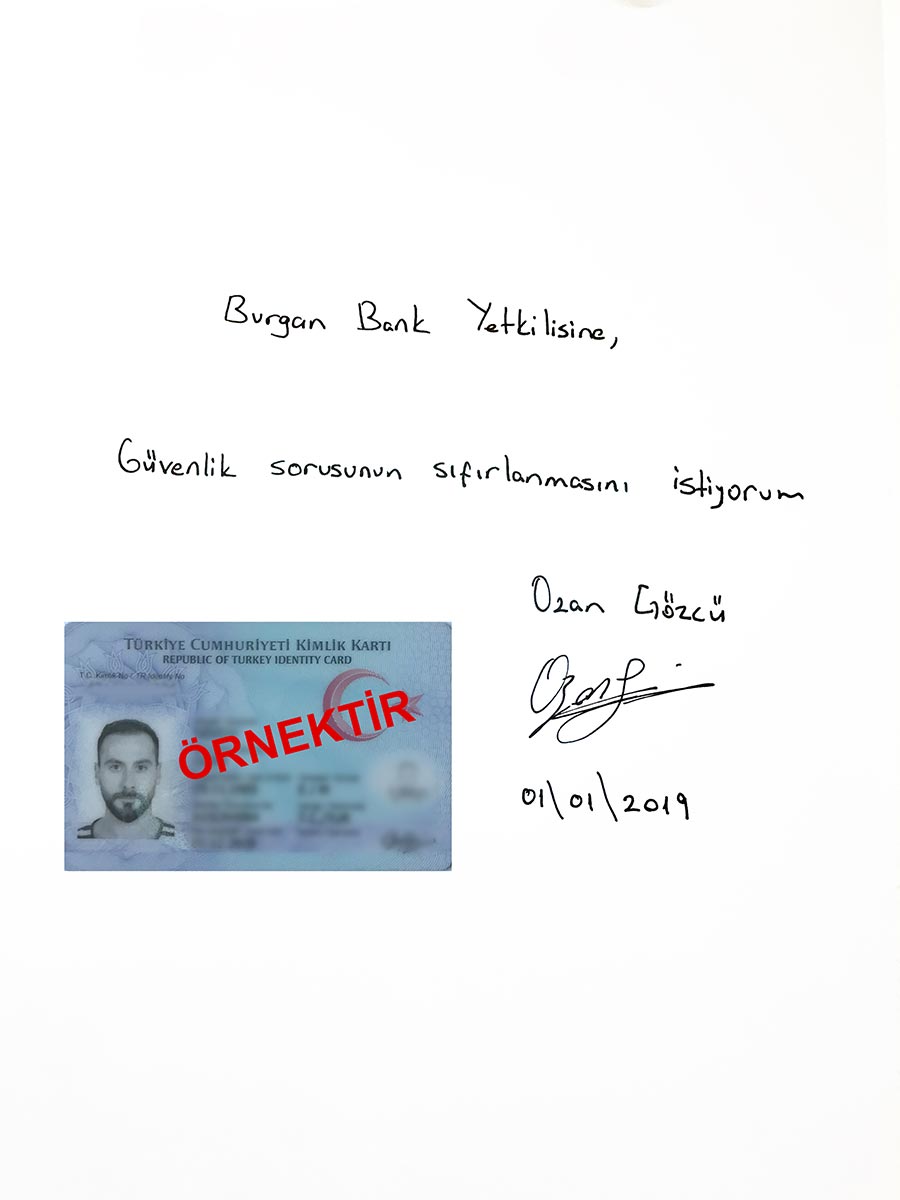 Burgan Bank Yetkilisine,
Güvenlik sorusunun sıfırlanmasını istiyorum
Ozan Gözcü
TÜRKİYE CUMHURİYETİ KİMLİK KARTI
REPUBLIC OF TURKEY IDENTITY CARD
T.C. Kimlik No / TR Identity No
ÖRNEKTİR
01\01\2019